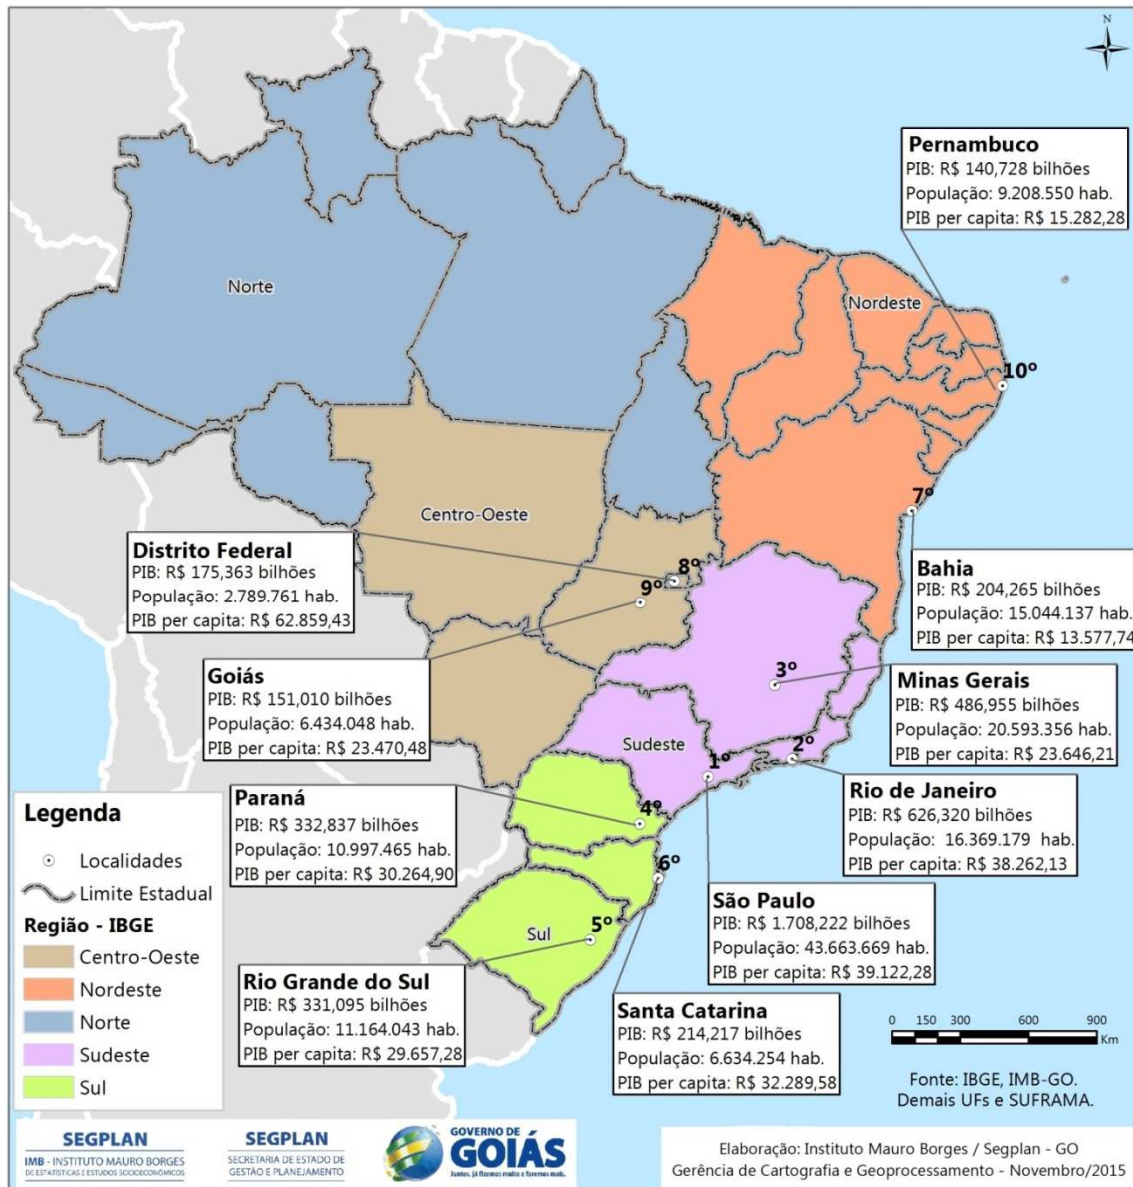 N
Pernambuco
PIB: R$ 140,728 bilhões
População: 9.208.550 hab.
PIB per capita: R$ 15.282,28
Norte
Nordeste
10º
7º
Centro-Oeste
Distrito Federal
PIB: R$ 175,363 bilhões
População: 2.789.761 hab.
PIB per capita: R$ 62.859,43
8º
9º
Bahia
PIB: R$ 204,265 bilhões
População: 15.044.137 hab.
PIB per capita: R$ 13.577,74
Goiás
PIB: R$ 151,010 bilhões
População: 6.434.048 hab.
PIB per capita: R$ 23.470,48
3º
Minas Gerais
PIB: R$ 486,955 bilhões
População: 20.593.356 hab.
PIB per capita: R$ 23.646,21
Sudeste
1º
2º
Rio de Janeiro
PIB: R$ 626,320 bilhões
População: 16.369.179 hab.
PIB per capita: R$ 38.262,13
Paraná
PIB: R$ 332,837 bilhões
População: 10.997.465 hab.
PIB per capita: R$ 30.264,90
4º
6º
São Paulo
PIB: R$ 1.708,222 bilhões
População: 43.663.669 hab.
PIB per capita: R$ 39.122,28
Sul
5º
Rio Grande do Sul
PIB: R$ 331,095 bilhões
População: 11.164.043 hab.
PIB per capita: R$ 29.657,28
Santa Catarina
PIB: R$ 214,217 bilhões
População: 6.634.254 hab.
PIB per capita: R$ 32.289,58
Legenda
Localidades
Limite Estadual
Região - IBGE
Centro-Oeste
Nordeste
Norte
Sudeste
Sul
0 150 300 600 900
Km
Fonte: IBGE, IMB-GO.
Demais UFs e SUFRAMA.
SEGPLAN
IMB - INSTITUTO MAURO BORGES
DE ESTATÍSTICAS E ESTUDOS SOCIOECONÔMICOS
SEGPLAN
SECRETARIA DE ESTADO DE
GESTÃO E PLANEJAMENTO
GOVERNO DE
GOIÁS
Juntos, já fizemos muito e faremos mais.
Elaboração: Instituto Mauro Borges / Segplan - GO
Gerência de Cartografia e Geoprocessamento - Novembro/2015